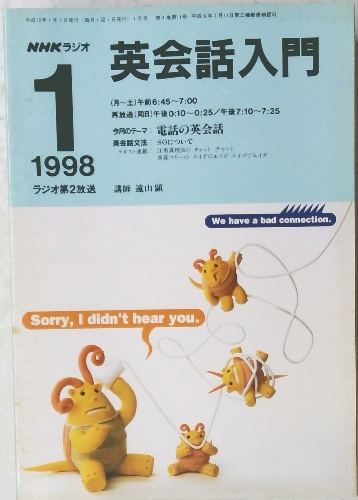 NHKラジオ
1
1998
ラジオ第2放送
英会話入門
(月〜土)午前6:45〜7:00
再放送(同日)午後0:10〜0:25/午後7:10〜7:25
今月のテーマ：電話の英会話
英会話文法：SOについて
講師 遠山顕
We have a bad connection.
Sorry, I didn't hear you.